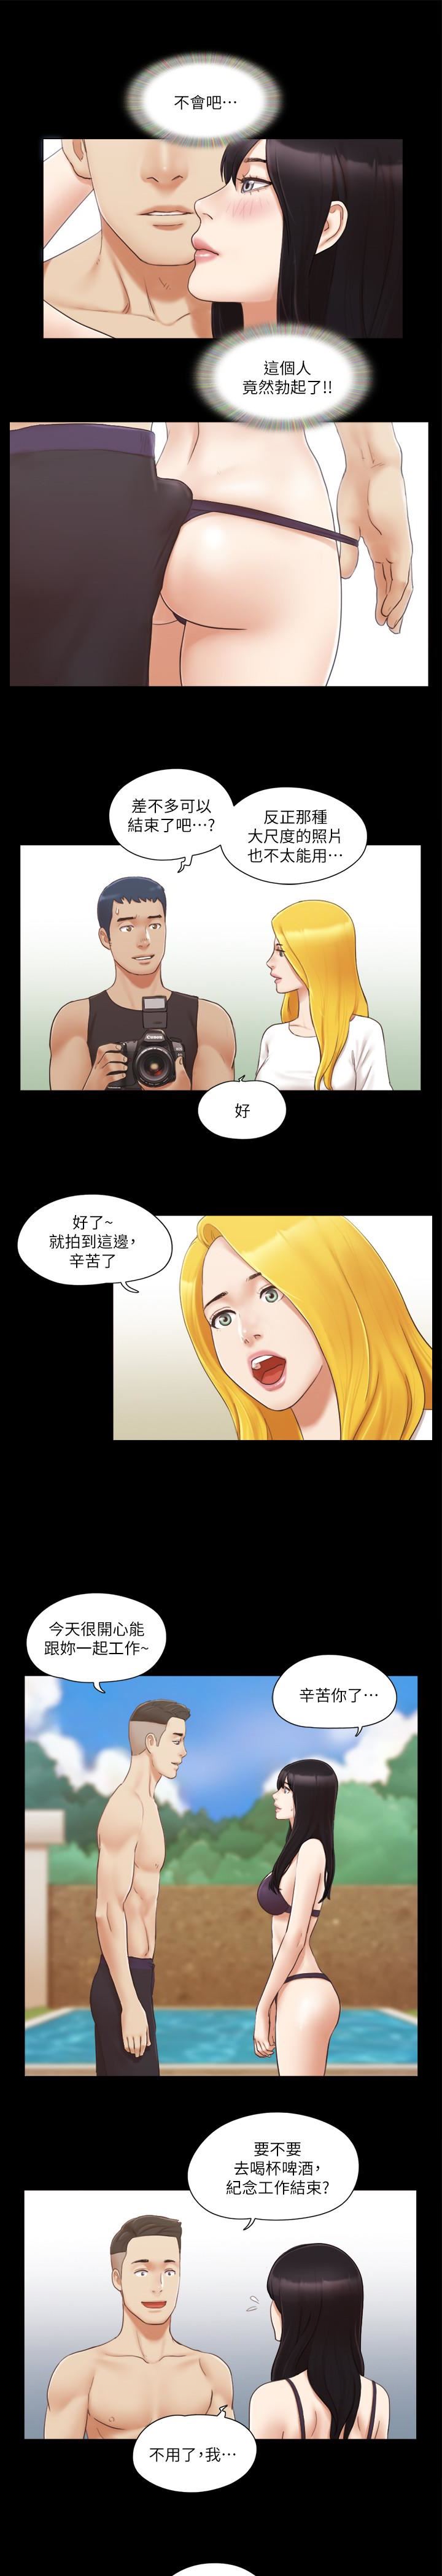 不會吧…
這個人
竟然勃起了!!
差不多可以
結束了吧…?
反正那種
大尺度的照片
也不太能用…
Canon
好
好了~
就拍到這邊,
辛苦了
今天很開心能
跟妳一起工作~
辛苦你了…
要不要
去喝杯啤酒,
紀念工作結束?
不用了,我…